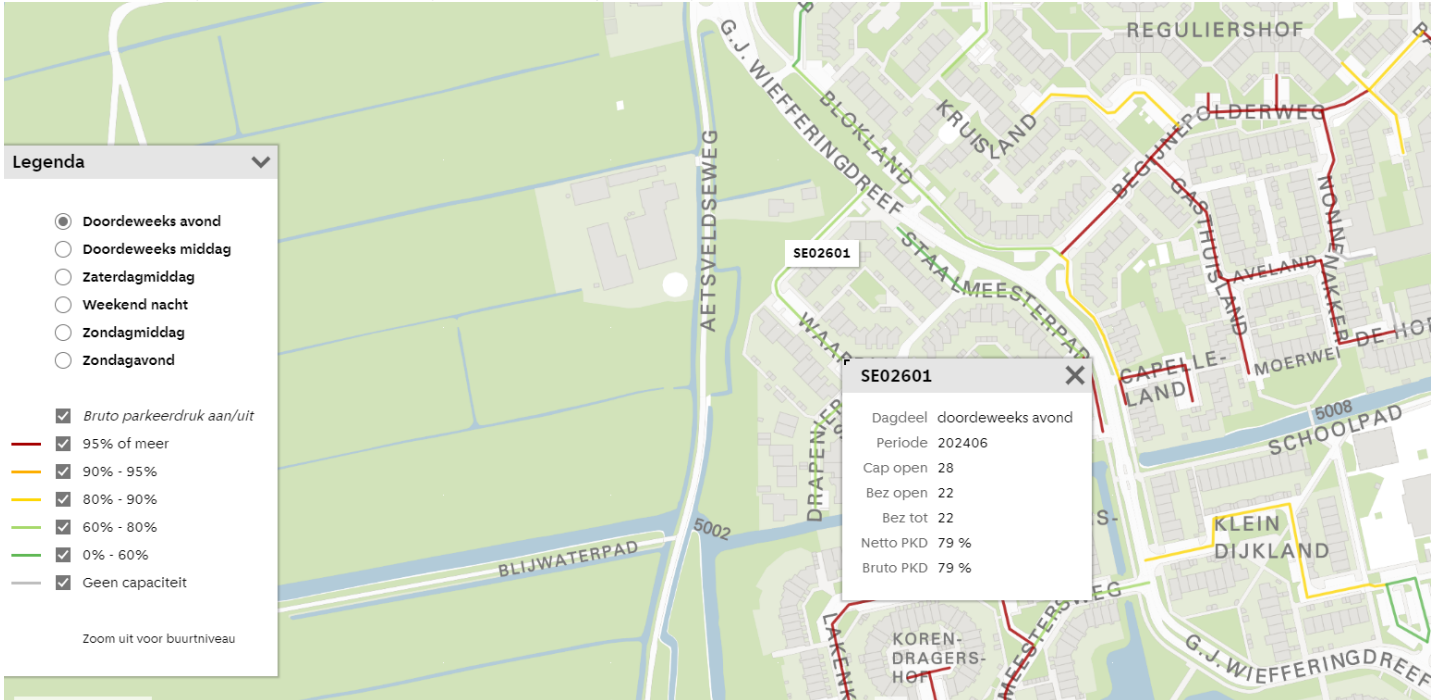 Legenda
Doordeweeks avond
Doordeweeks middag
Zaterdagmiddag
Weekend nacht
Zondagmiddag
Zondagavond
Bruto parkeerdruk aan/uit
95% of meer
90% - 95%
80% - 90%
60% - 80%
0% - 60%
Geen capaciteit
Zoom uit voor buurtniveau
REGULIERSHOF
G.J. WIEFFERINGDREEF
BLOKLAND
KRUISLAND
BEGIJNEPOLDERWEG
AETSVELDSEWEG
GASTHUISLAND
NONNENAKKER
AVELAND
SE02601
STAALMEESTERPAD
DE HOF
MOERWEI
CAPELLE-
LAND
5008
SCHOOLPAD
SE02601
Dagdeel doordeweeks avond
Periode 202406
Cap open 28
Bez open 22
Bez tot 22
Netto PKD 79 %
Bruto PKD 79 %
5002
BLIJWATERPAD
KLEIN
DIJKLAND
KOREN-
DRAGERS-
HOF
G.J. WIEFFERINGDREEF